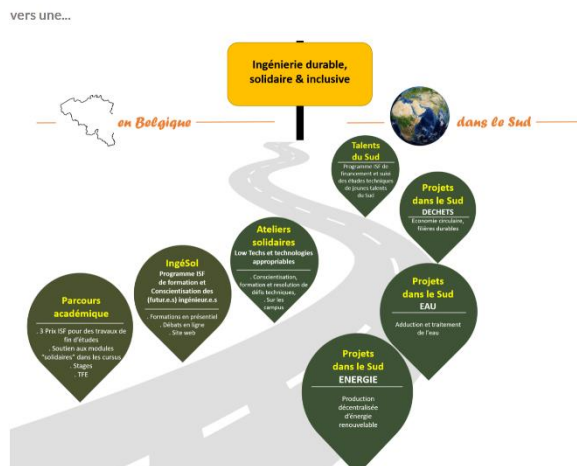 vers une...
Ingénierie durable,
solidaire & inclusive
en Belgique
dans le Sud
Talents
du Sud
Programme ISF de
financement et suivi
des études techniques
de jeunes talents
du Sud
Projets
dans le Sud
DECHETS
Economie circulaire,
filières durables
Ateliers
solidaires
Low Techs et technologies
appropriables
. Conscientisation,
formation et resolution de
défis techniques,
. Sur les
campus
IngéSol
Programme ISF
de formation et
Conscientisation des
(futur.e.s) ingénieur.e.s
. Formations en présentiel
. Débats en ligne
. Site web
Parcours
académique
. 3 Prix ISF pour des travaux de
fin d'études
. Soutien aux modules
"solidaires" dans les cursus
. Stages
. TFE
Projets
dans le Sud
EAU
Adduction et traitement
de l'eau
Projets
dans le Sud
ENERGIE
Production
décentralisée
d'énergie
renouvelable